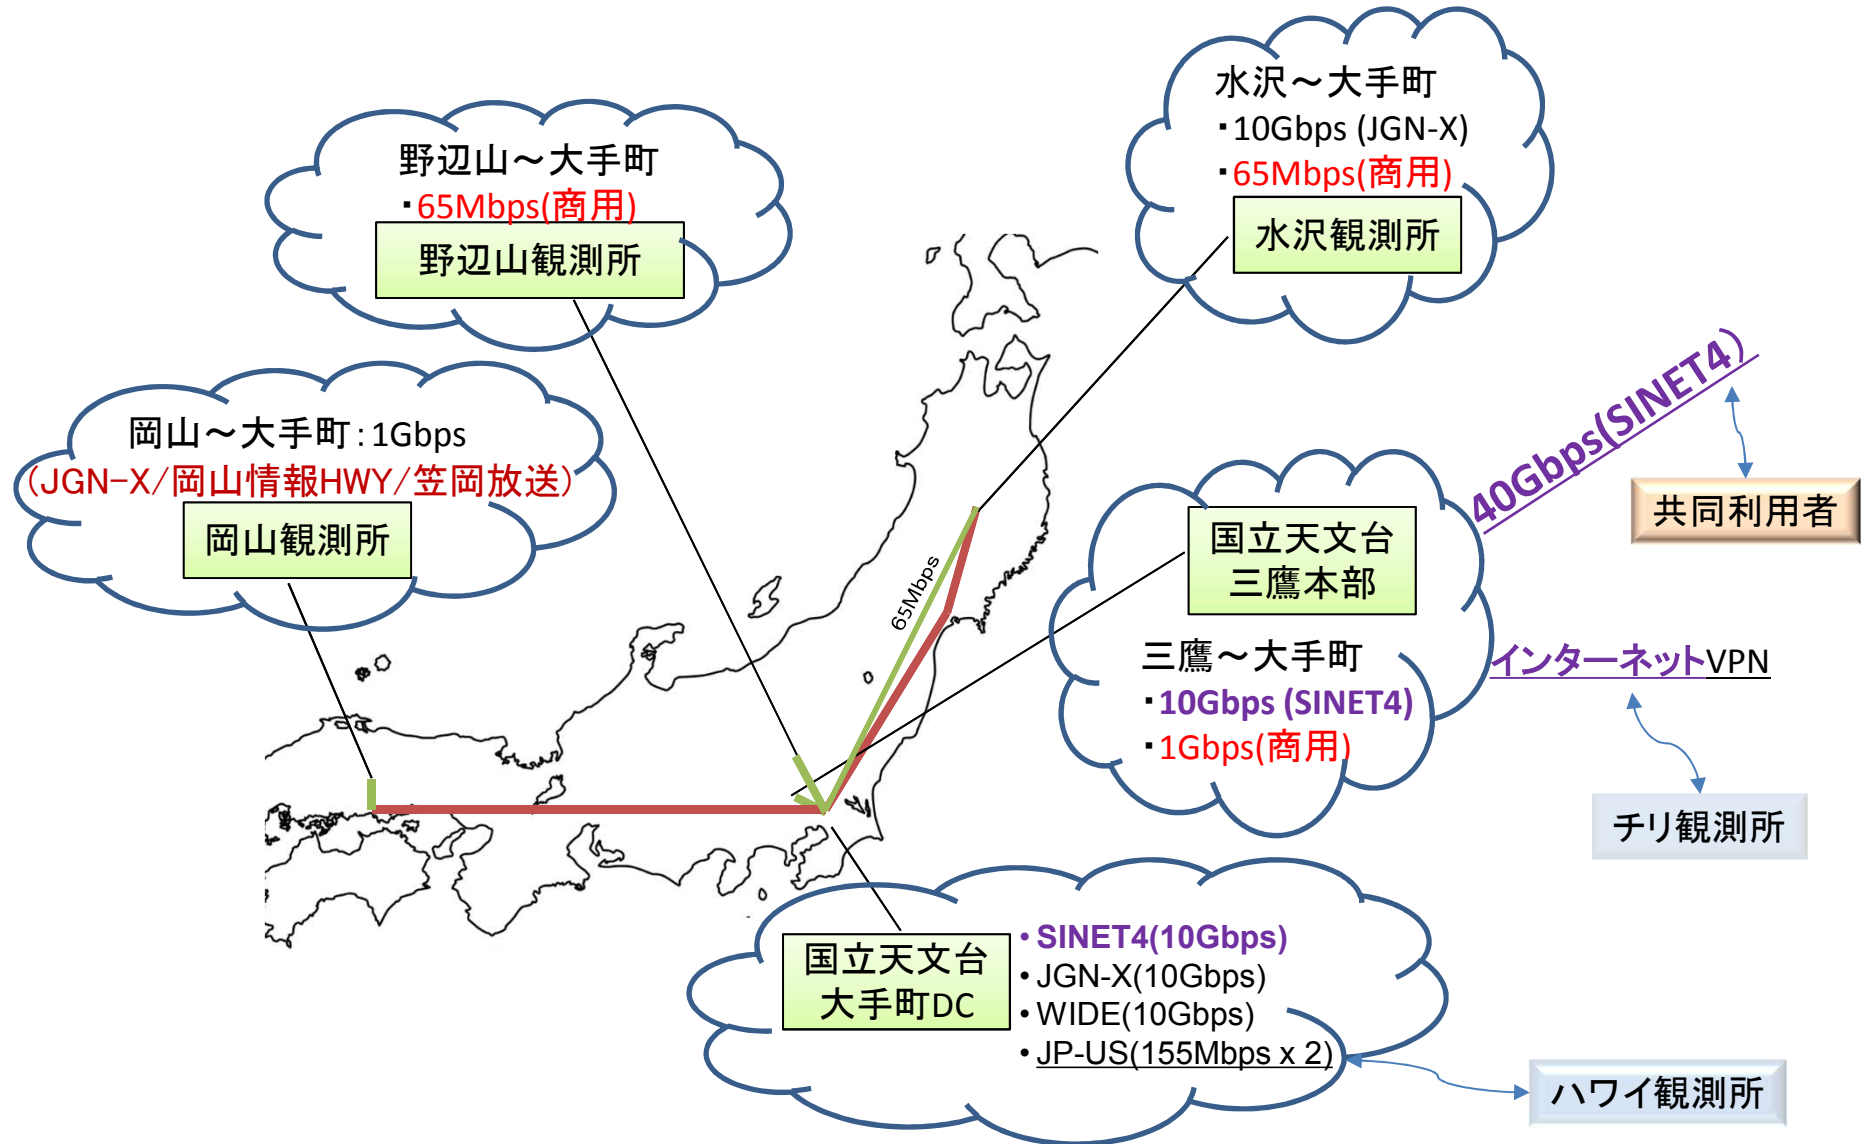 水沢～大手町
・10Gbps (JGN-X)
・65Mbps(商用)
水沢観測所
野辺山～大手町
・65Mbps(商用)
野辺山観測所
岡山～大手町：1Gbps
(JGN-X/岡山情報HWY/笠岡放送)
岡山観測所
65Mbps
40Gbps(SINET4)
共同利用者
国立天文台
三鷹本部
三鷹～大手町
・10Gbps (SINET4)
・1Gbps(商用)
インターネットVPN
チリ観測所
国立天文台
大手町DC
・SINET4(10Gbps)
・JGN-X(10Gbps)
・WIDE(10Gbps)
・JP-US(155Mbps x 2)
ハワイ観測所